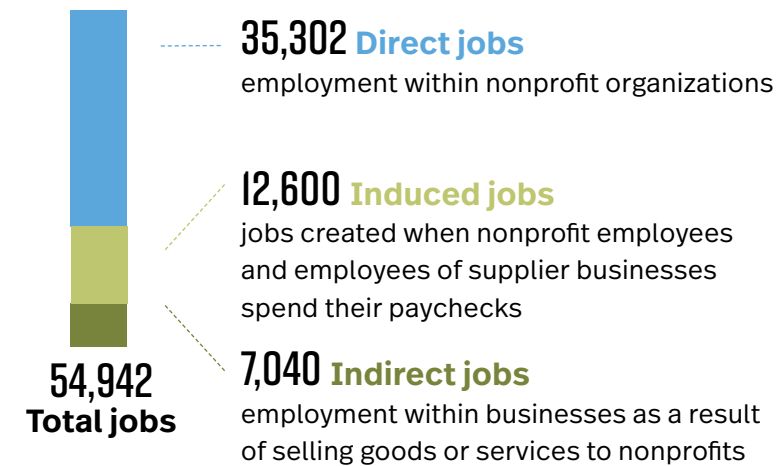 35,302 Direct jobs
employment within nonprofit organizations
12,600 Induced jobs
jobs created when nonprofit employees
and employees of supplier businesses
spend their paychecks
7,040 Indirect jobs
employment within businesses as a result
of selling goods or services to nonprofits
54,942
Total jobs